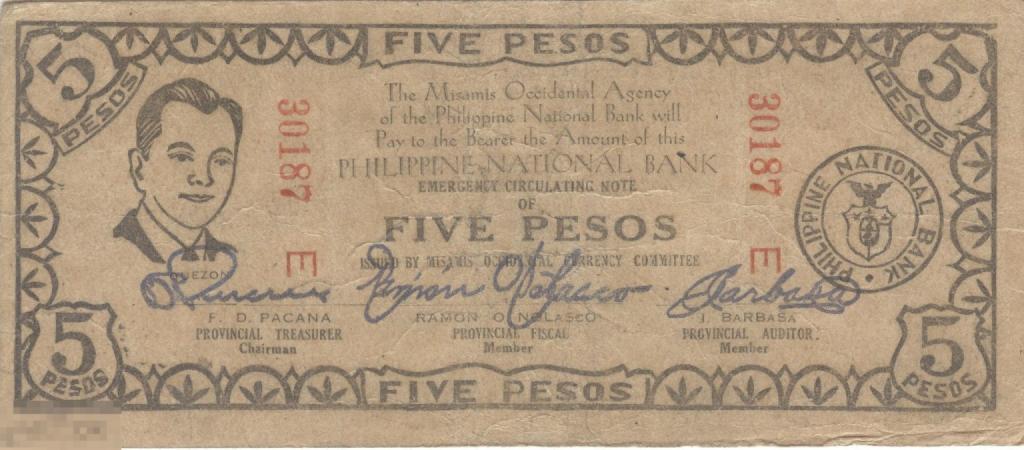 FIVE PESOS
5 PESOS
5 PESOS
The Misamis Occidental Agency
of the Philippine National Bank will
Pay to the Bearer the Amount of this
PHILIPPINE NATIONAL BANK
EMERGENCY CIRCULATING NOTE
OF
FIVE PESOS
ISSUED BY MISAMIS OCCIDENTAL CURRENCY COMMITTEE
30187 E
30187 E
PHILIPPINE NATIONAL BANK
QUEZON
Ramon Nolasco
JBarbasa
F. D. PACANA
PROVINCIAL TREASURER
Chairman
RAMON O. NOLASCO
PROVINCIAL FISCAL
Member
J. BARBASA
PROVINCIAL AUDITOR
Member
5 PESOS
FIVE PESOS
5 PESOS